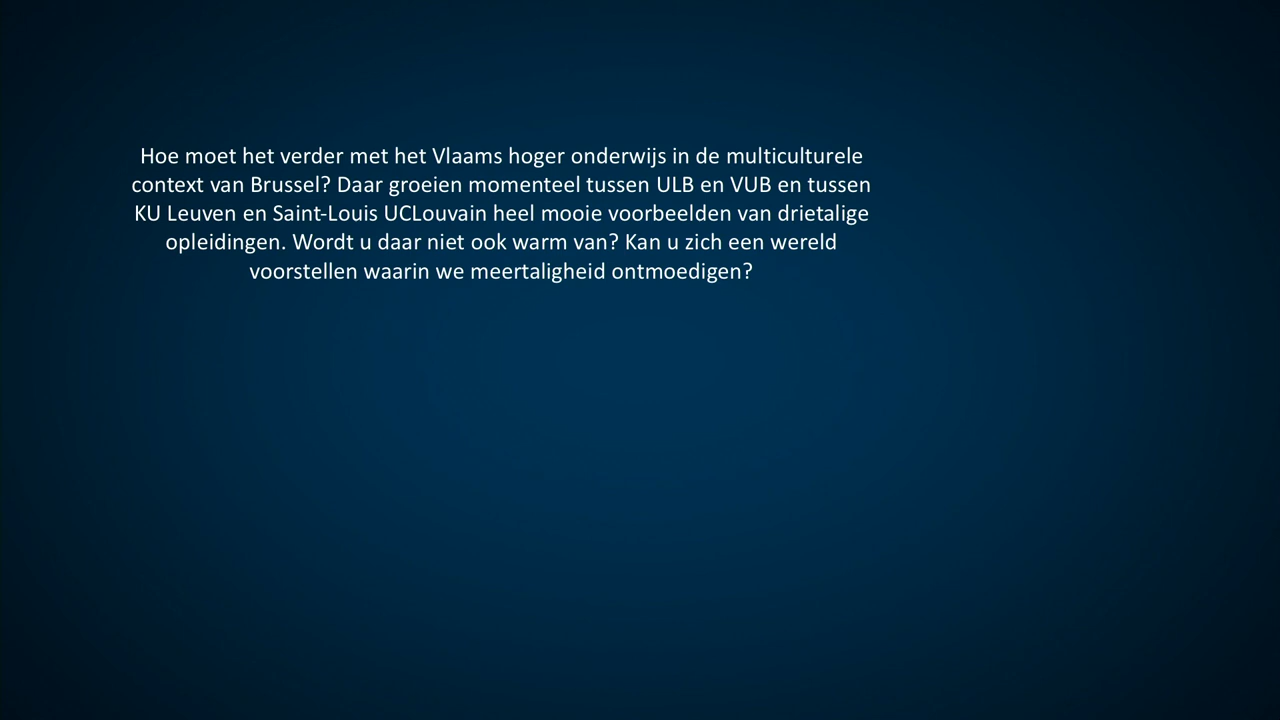 Hoe moet het verder met het Vlaams hoger onderwijs in de multiculturele
context van Brussel? Daar groeien momenteel tussen ULB en VUB en tussen
KU Leuven en Saint-Louis UCLouvain heel mooie voorbeelden van drietalige
opleidingen. Wordt u daar niet ook warm van? Kan u zich een wereld
voorstellen waarin we meertaligheid ontmoedigen?